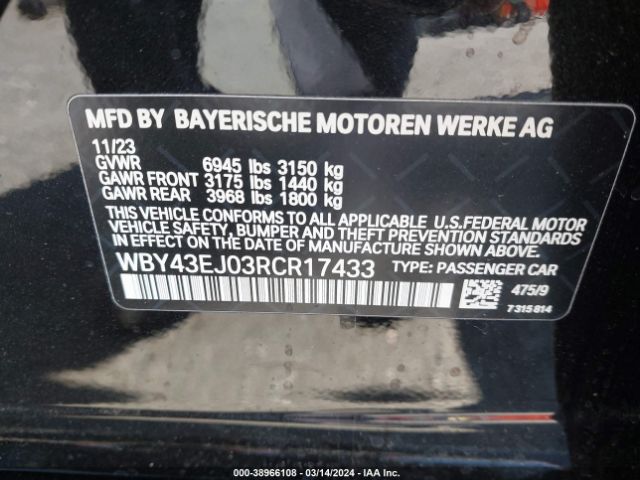 MFD BY BAYERISCHE MOTOREN WERKE AG
11/23
GVWR 6945 lbs 3150 kg
GAWR FRONT 3175 lbs 1440 kg
GAWR REAR 3968 lbs 1800 kg
THIS VEHICLE CONFORMS TO ALL APPLICABLE U.S.FEDERAL MOTOR
VEHICLE SAFETY, BUMPER AND THEFT PREVENTION STANDARDS
IN EFFECT ON THE DATE OF MANUFACTURE SHOWN ABOVE.
WBY43EJ03RCR17433 TYPE: PASSENGER CAR
475/9
7315814
000-38966108 - 03/14/2024 - IAA Inc.